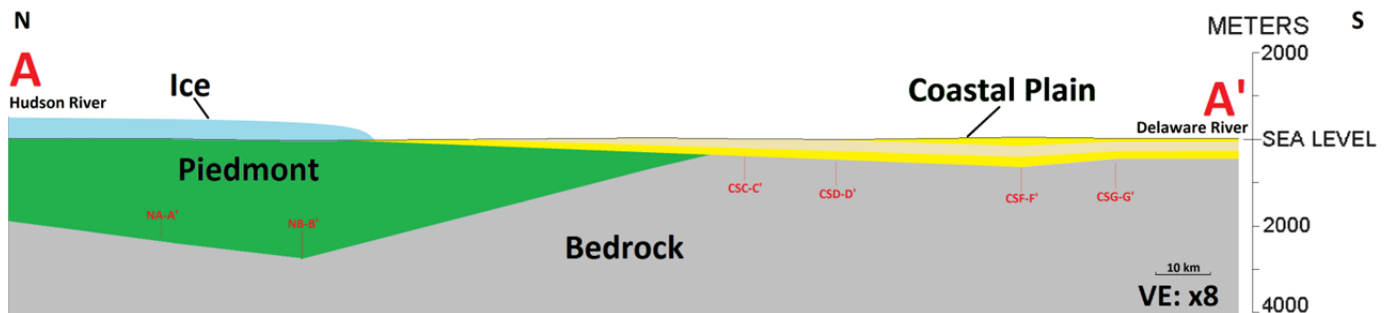 N
METERS S
A
2000
Ice
Coastal Plain
A'
Hudson River
Delaware River
SEA LEVEL
Piedmont
CSC-C'
CSD-D'
CSF-F'
CSG-G'
NA-A'
NB-B'
2000
Bedrock
10 km
VE: x8
4000